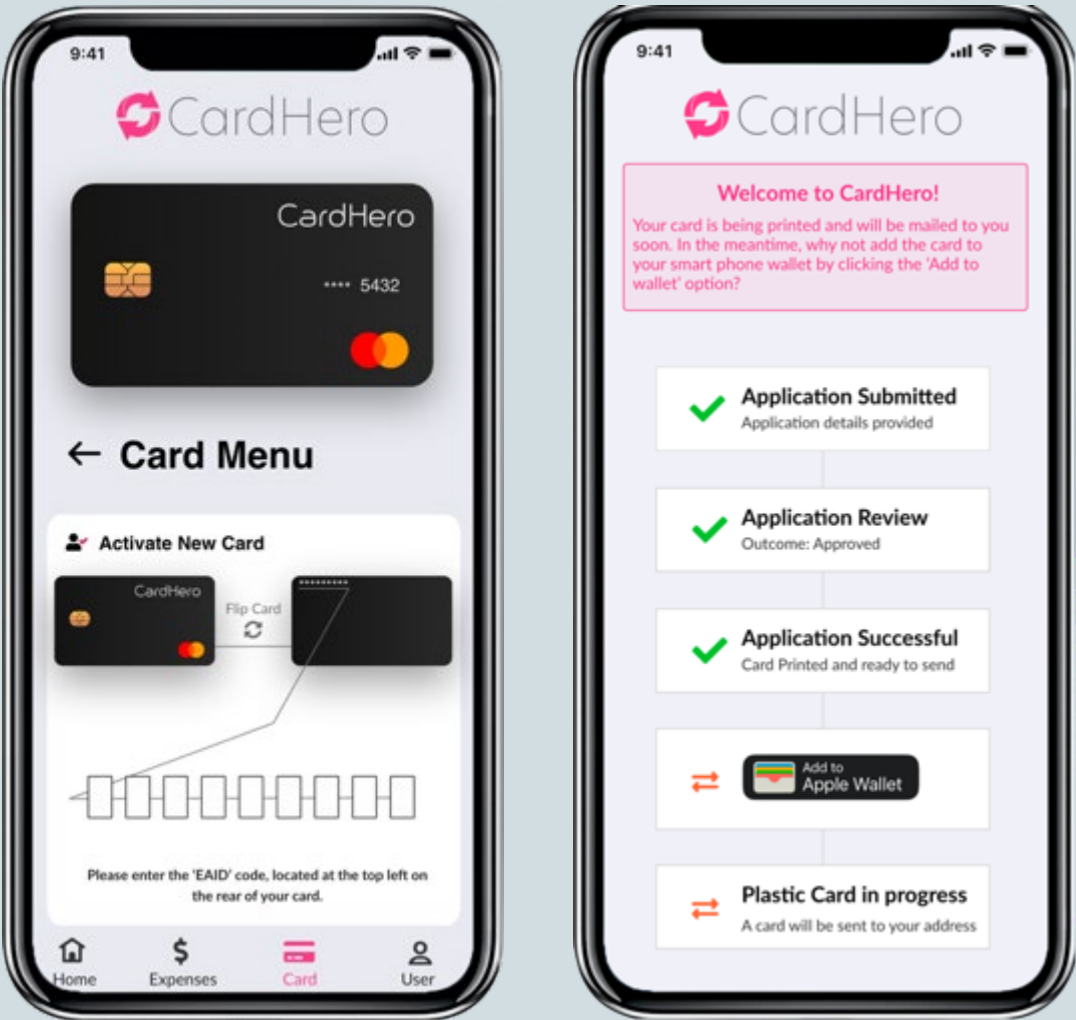 9:41
CardHero
CardHero
•••• 5432
← Card Menu
Activate New Card
CardHero
Flip Card
Please enter the 'EAID' code, located at the top left on
the rear of your card.
Home
Expenses
Card
User
9:41
CardHero
Welcome to CardHero!
Your card is being printed and will be mailed to you
soon. In the meantime, why not add the card to
your smart phone wallet by clicking the 'Add to
wallet' option?
Application Submitted
Application details provided
Application Review
Outcome: Approved
Application Successful
Card Printed and ready to send
Add to
Apple Wallet
Plastic Card in progress
A card will be sent to your address